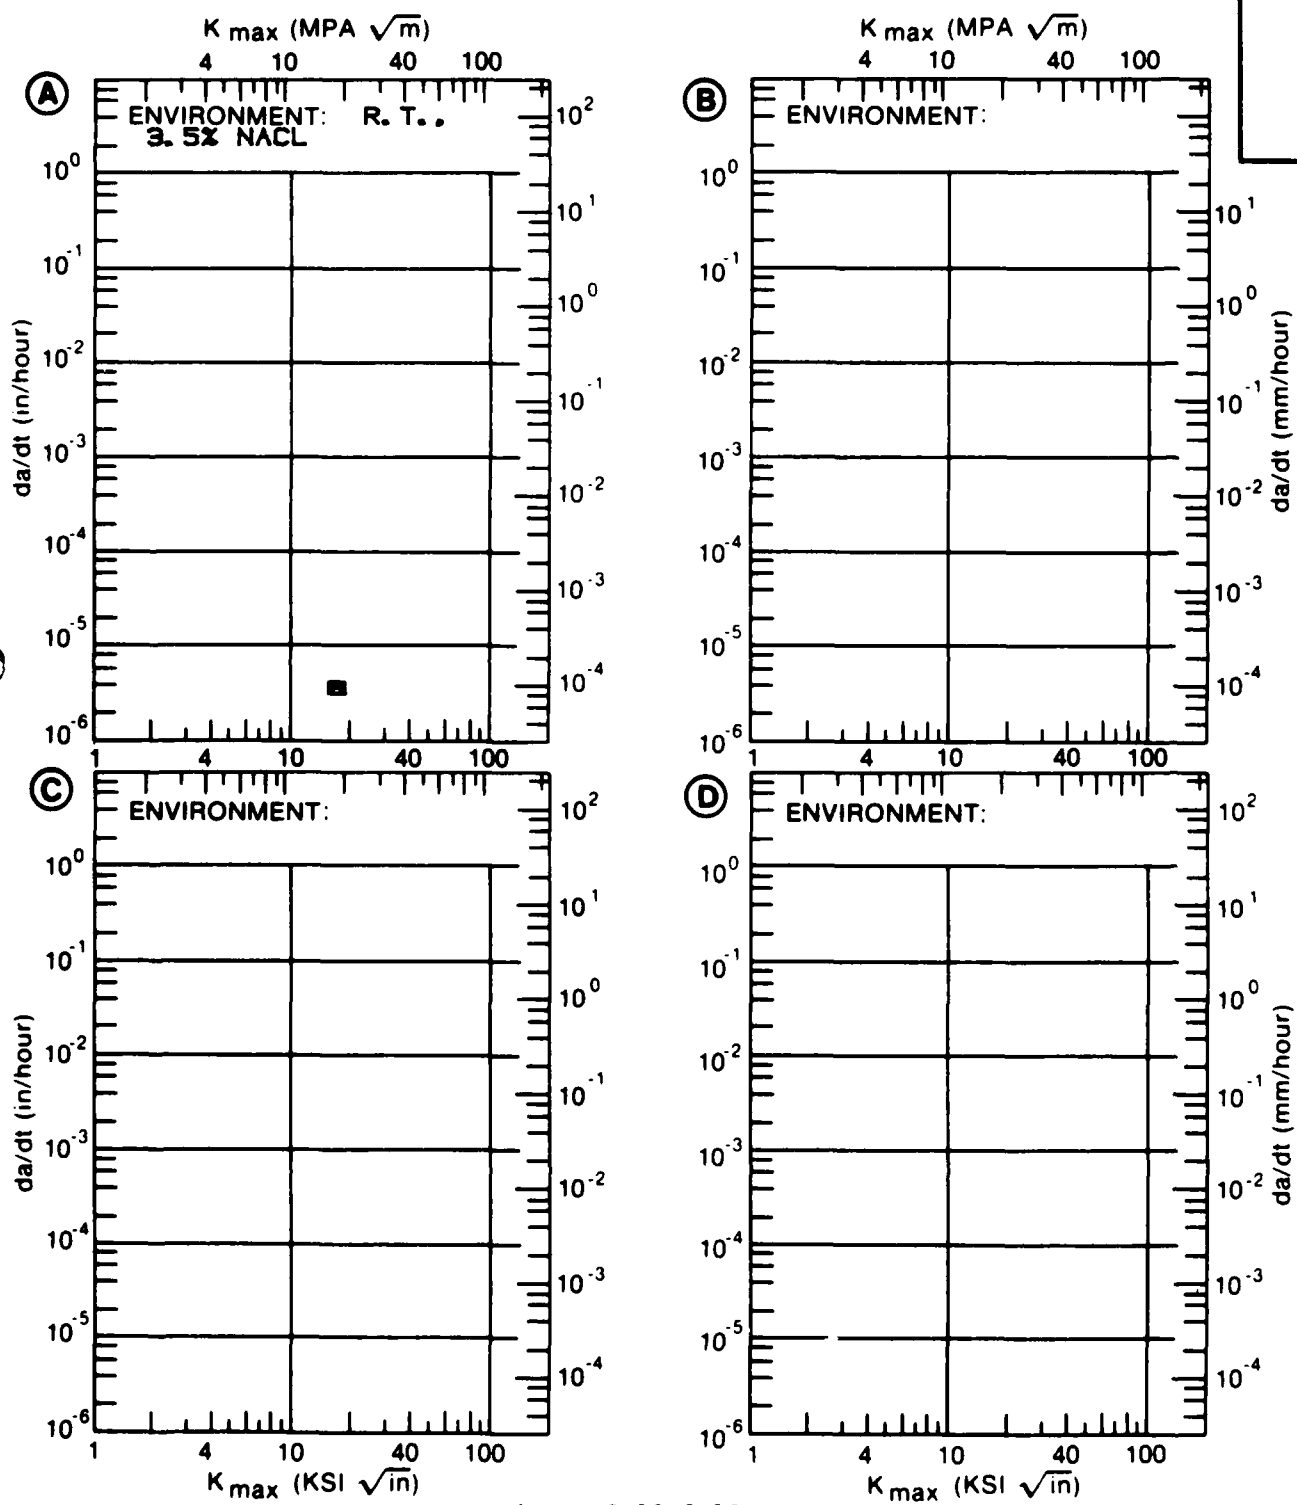 K max (MPA √m) K max (MPA √m)
4 10 40 100 4 10 40 100
A B
ENVIRONMENT: R. T., ENVIRONMENT:
3. 5% NACL
10^2
10^0 10^0
10^1 10^1
10^-1 10^-1
10^0 10^0
10^-2 10^-2
10^-1 10^-1
10^-3 10^-3
10^-2 10^-2
10^-4 10^-4
10^-3 10^-3
10^-5 10^-5
10^-4 10^-4
10^-6 10^-6
da/dt (in/hour) da/dt (mm/hour)
1 4 10 40 100 1 4 10 40 100
C D
ENVIRONMENT: ENVIRONMENT:
10^2 10^2
10^0 10^0
10^1 10^1
10^-1 10^-1
10^0 10^0
10^-2 10^-2
10^-1 10^-1
10^-3 10^-3
10^-2 10^-2
10^-4 10^-4
10^-3 10^-3
10^-5 10^-5
10^-4 10^-4
10^-6 10^-6
da/dt (in/hour) da/dt (mm/hour)
1 4 10 40 100 1 4 10 40 100
K max (KSI √in) K max (KSI √in)